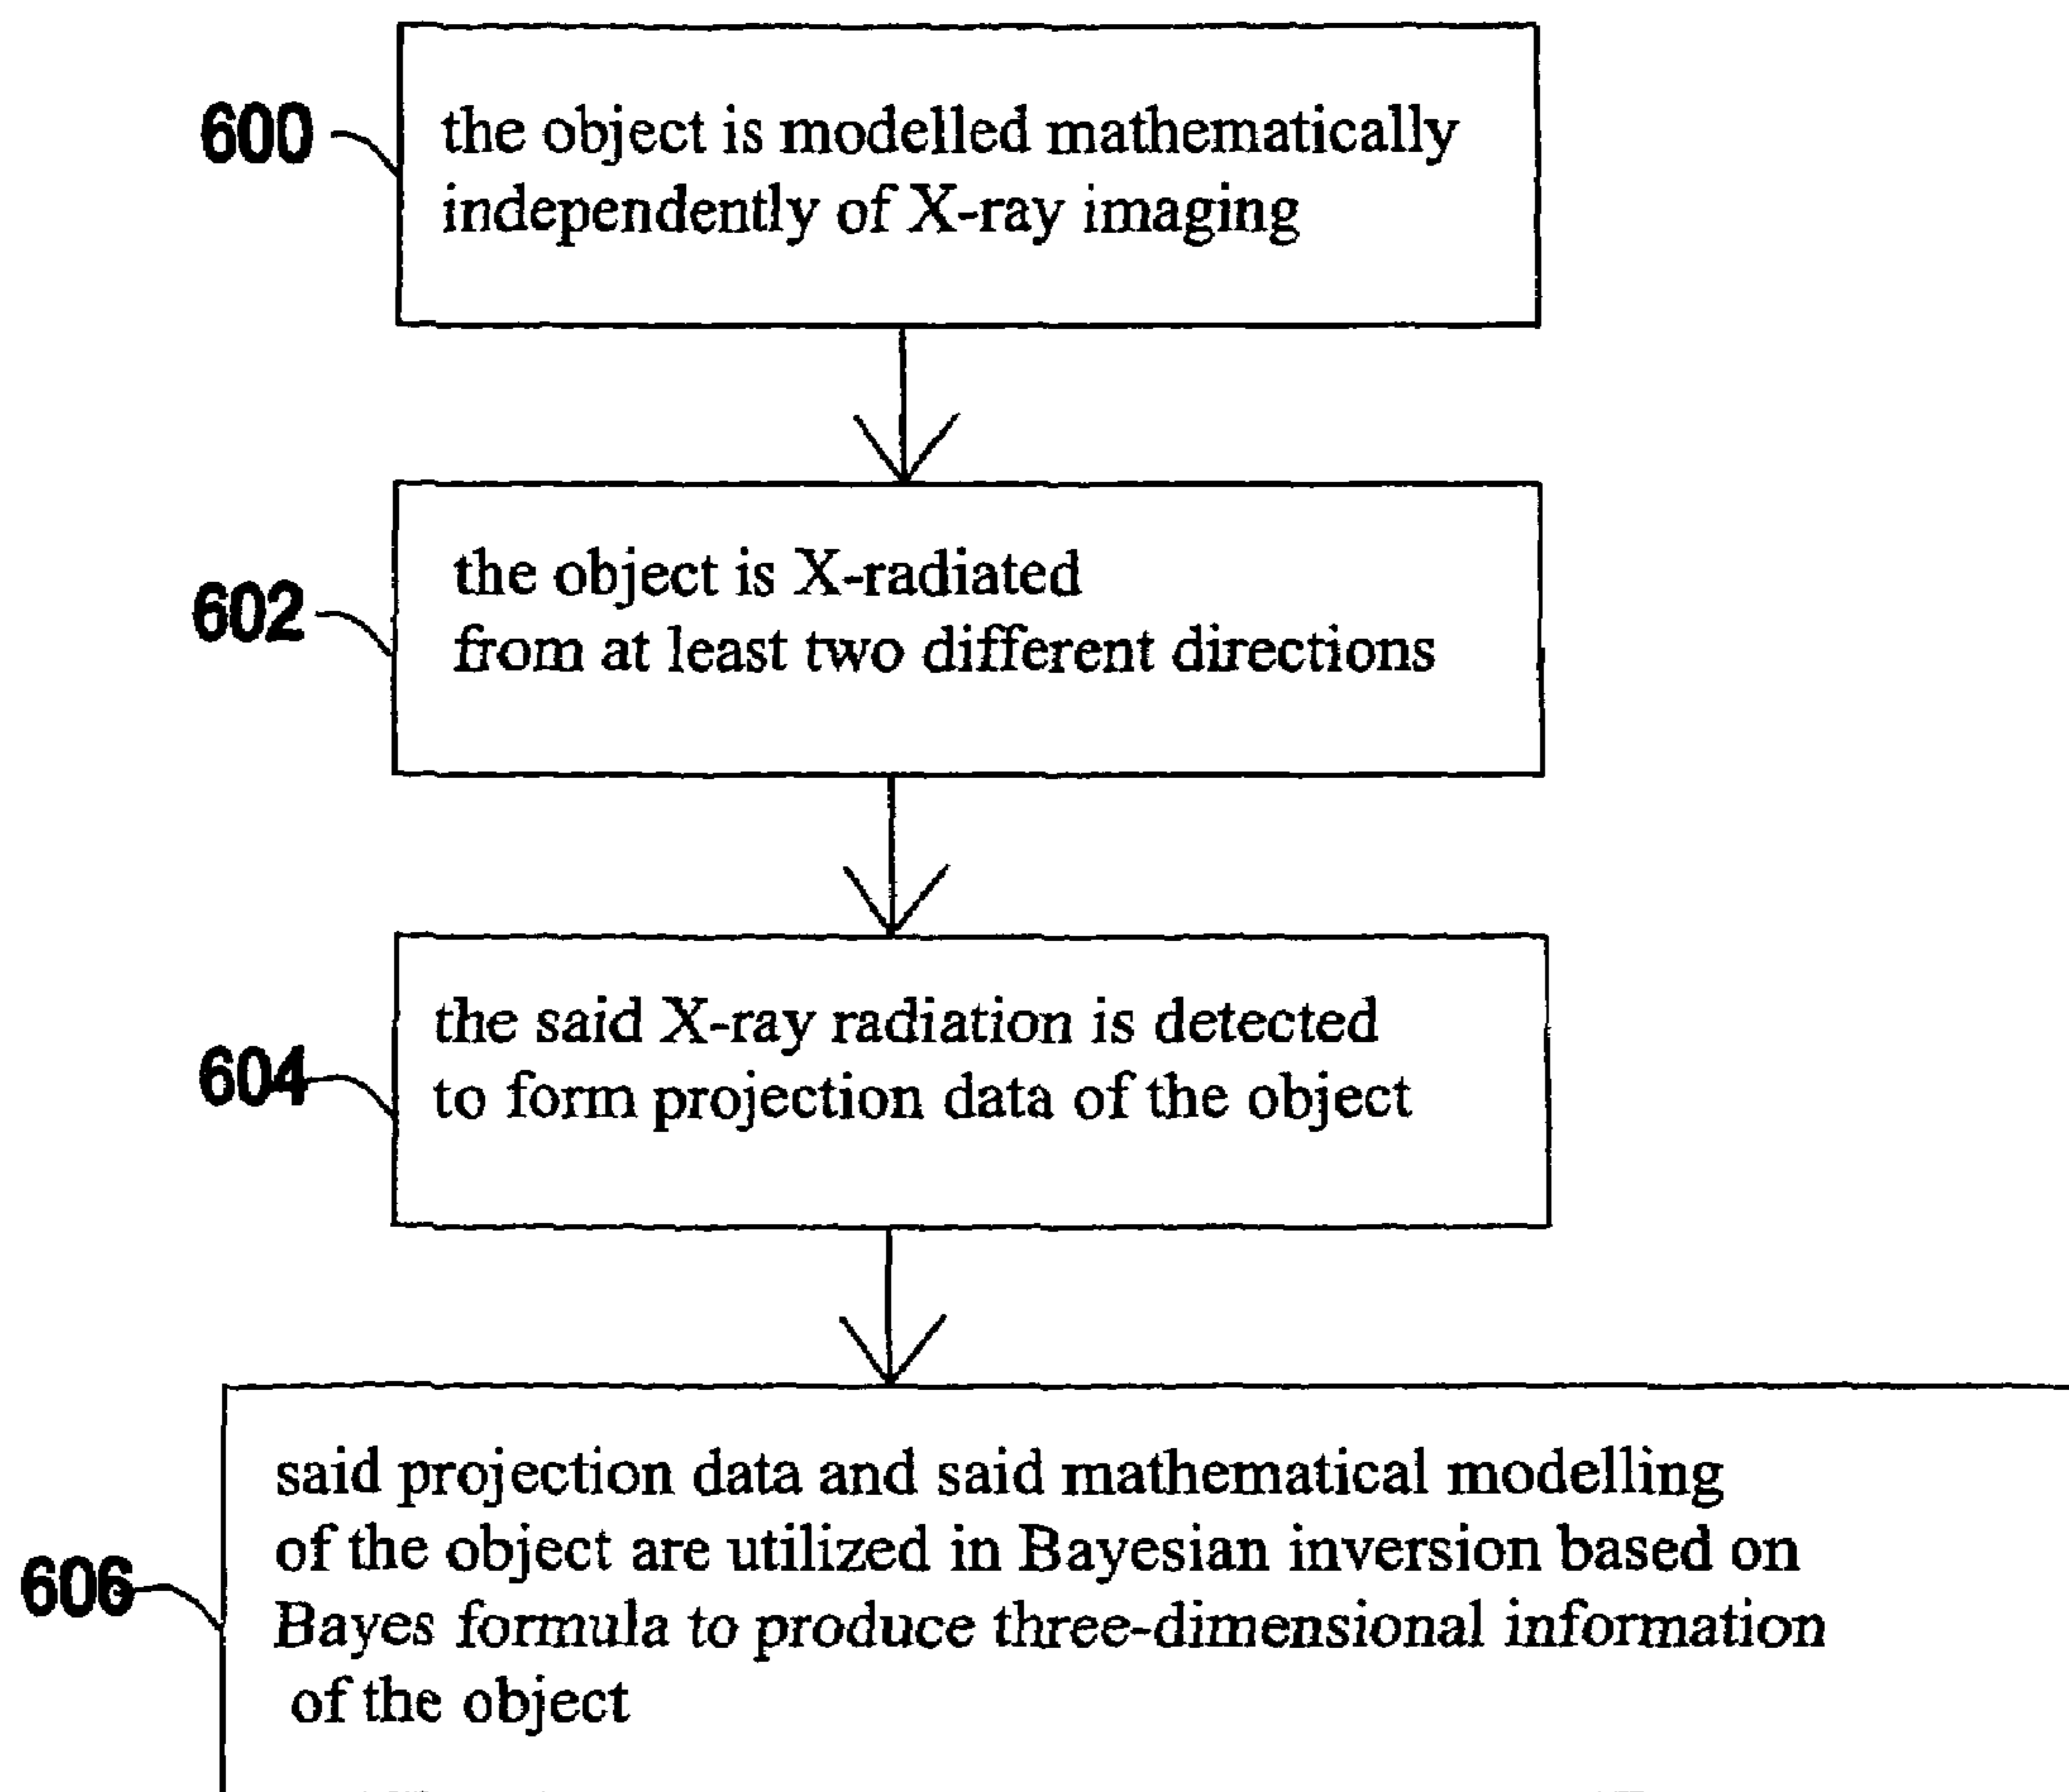 600
the object is modelled mathematically
independently of X-ray imaging
602
the object is X-radiated
from at least two different directions
604
the said X-ray radiation is detected
to form projection data of the object
606
said projection data and said mathematical modelling
of the object are utilized in Bayesian inversion based on
Bayes formula to produce three-dimensional information
of the object